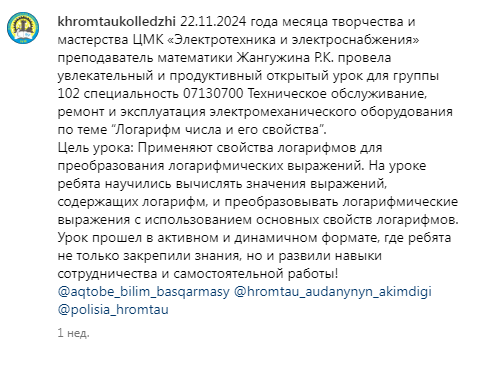 khromtaukolledzhi 22.11.2024 года месяца творчества и
мастерства ЦМК «Электротехника и электроснабжения»
преподаватель математики Жангужина Р.К. провела
увлекательный и продуктивный открытый урок для группы
102 специальность 07130700 Техническое обслуживание,
ремонт и эксплуатация электромеханического оборудования
по теме “Логарифм числа и его свойства”.
Цель урока: Применяют свойства логарифмов для
преобразования логарифмических выражений. На уроке
ребята научились вычислять значения выражений,
содержащих логарифм, и преобразовывать логарифмические
выражения с использованием основных свойств логарифмов.
Урок прошел в активном и динамичном формате, где ребята
не только закрепили знания, но и развили навыки
сотрудничества и самостоятельной работы!
@aqtobe_bilim_basqarmasy @hromtau_audanynyn_akimdigi
@polisia_hromtau
1 нед.